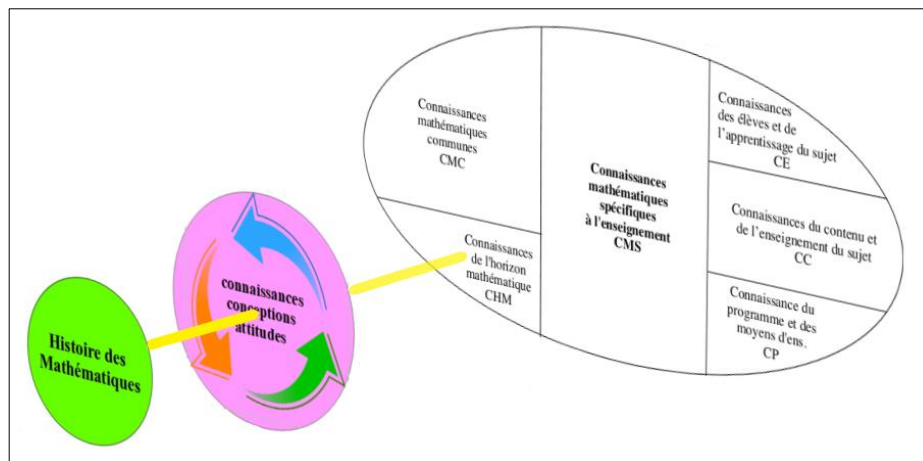 Histoire des
Mathématiques
connaissances
conceptions
attitudes
Connaissances
mathématiques
communes
CMC
Connaissances
de l'horizon
mathématique
CHM
Connaissances
mathématiques
spécifiques
à l'enseignement
CMS
Connaissances
des élèves et de
l'apprentissage du sujet
CE
Connaissances du contenu et
de l'enseignement du sujet
CC
Connaissance du
programme et des
moyens d'ens.
CP